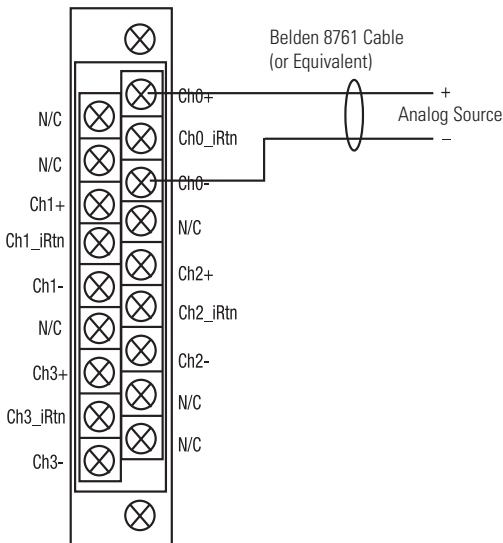 Belden 8761 Cable
(or Equivalent)
+
Analog Source
–
N/C
N/C
Ch1+
Ch1_iRtn
Ch1-
N/C
Ch3+
Ch3_iRtn
Ch3-
Ch0+
Ch0_iRtn
Ch0-
N/C
Ch2+
Ch2_iRtn
Ch2-
N/C
N/C